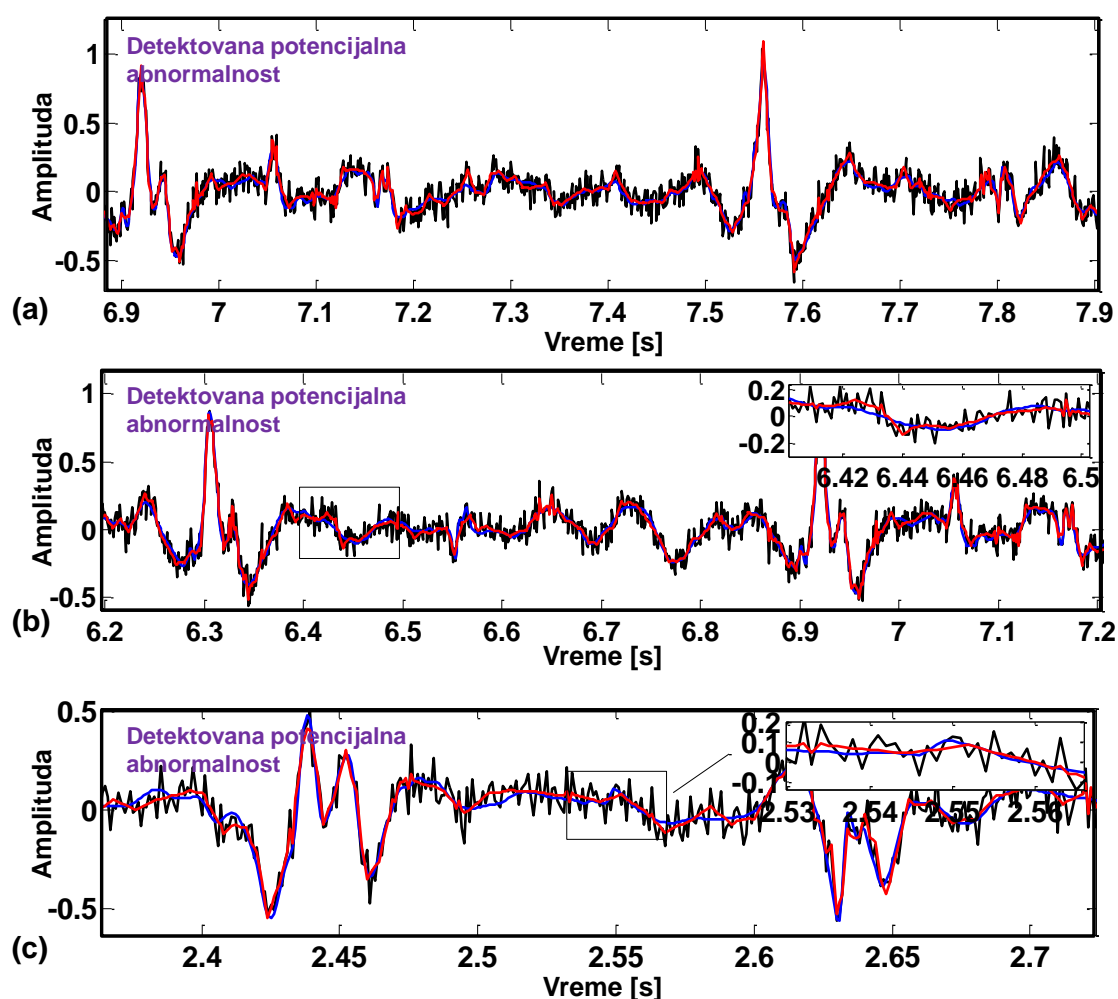 Detektovana potencijalna
abnormalnost
1
0.5
0
-0.5
Amplituda
6.9 7 7.1 7.2 7.3 7.4 7.5 7.6 7.7 7.8 7.9
Vreme [s]
(a)
Detektovana potencijalna
abnormalnost
1
0.5
0
-0.5
Amplituda
0.2
0
-0.2
6.42 6.44 6.46 6.48 6.5
6.2 6.3 6.4 6.5 6.6 6.7 6.8 6.9 7 7.1 7.2
Vreme [s]
(b)
Detektovana potencijalna
abnormalnost
0.5
0
-0.5
Amplituda
0.2
0.1
0
-0.1
2.53 2.54 2.55 2.56
2.4 2.45 2.5 2.55 2.6 2.65 2.7
Vreme [s]
(c)